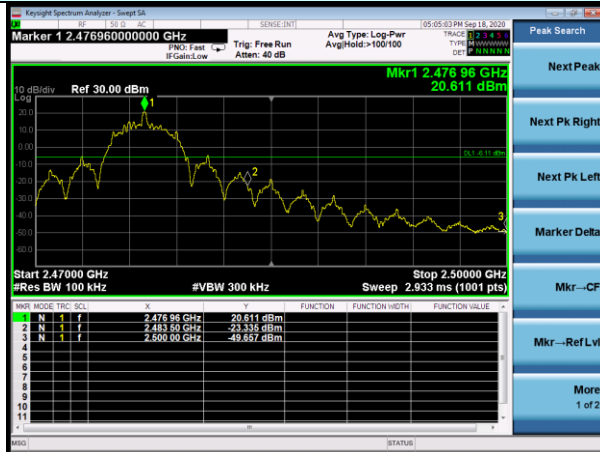 Keysight Spectrum Analyzer - Swept SA
RF 50 Ω AC SENSE:INT 05:05:03 PM Sep 18, 2020
Marker 1 2.476960000000 GHz
PNO: Fast Trig: Free Run
IFGain:Low Atten: 40 dB
Avg Type: Log-Pwr
Avg|Hold:>100/100
TRACE 1 2 3 4 5 6
TYPE M W W W W W
DET P N N N N N
Mkr1 2.476 96 GHz
20.611 dBm
10 dB/div Ref 30.00 dBm
Log
20.0
10.0
0.00
-10.0
-20.0
-30.0
-40.0
-50.0
-60.0
1
2
3
DL1 -6.11 dBm
Start 2.47000 GHz Stop 2.50000 GHz
#Res BW 100 kHz #VBW 300 kHz Sweep 2.933 ms (1001 pts)
MKR MODE TRC SCL X Y FUNCTION FUNCTION WIDTH FUNCTION VALUE
1 N 1 f 2.476 96 GHz 20.611 dBm
2 N 1 f 2.483 50 GHz -23.335 dBm
3 N 1 f 2.500 00 GHz -49.657 dBm
4
5
6
7
8
9
10
11
MSG STATUS
Peak Search
Next Peak
Next Pk Right
Next Pk Left
Marker Delta
Mkr→CF
Mkr→Ref Lvl
More
1 of 2